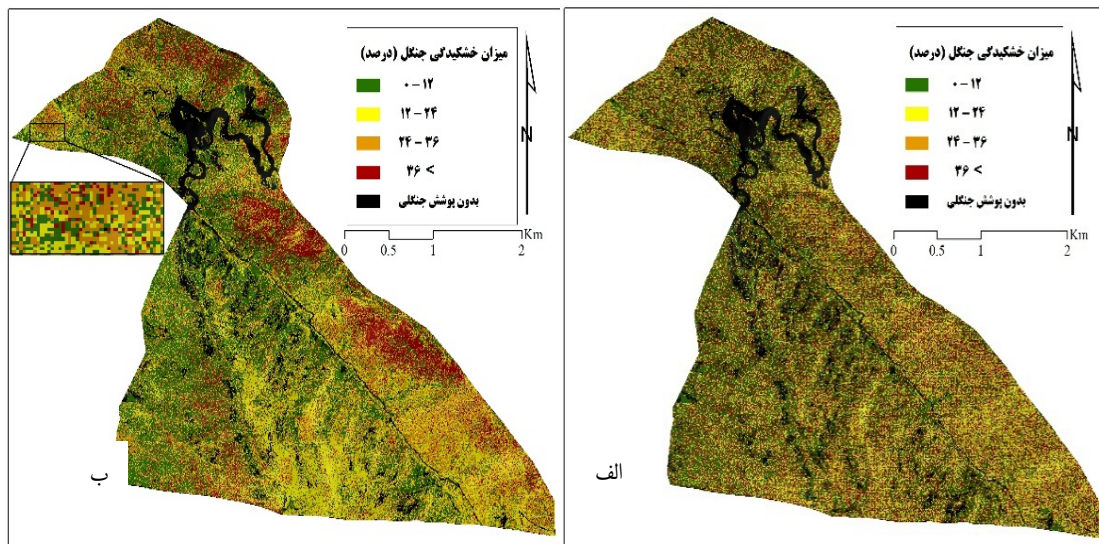 میزان خشکیدگی جنگل (درصد)
۰ – ۱۲
۱۲ – ۲۴
۲۴ – ۳۶
۳۶ <
بدون پوشش جنگلی
N
Km
0 0.5 1 2
الف
میزان خشکیدگی جنگل (درصد)
۰ – ۱۲
۱۲ – ۲۴
۲۴ – ۳۶
۳۶ <
بدون پوشش جنگلی
N
Km
0 0.5 1 2
ب